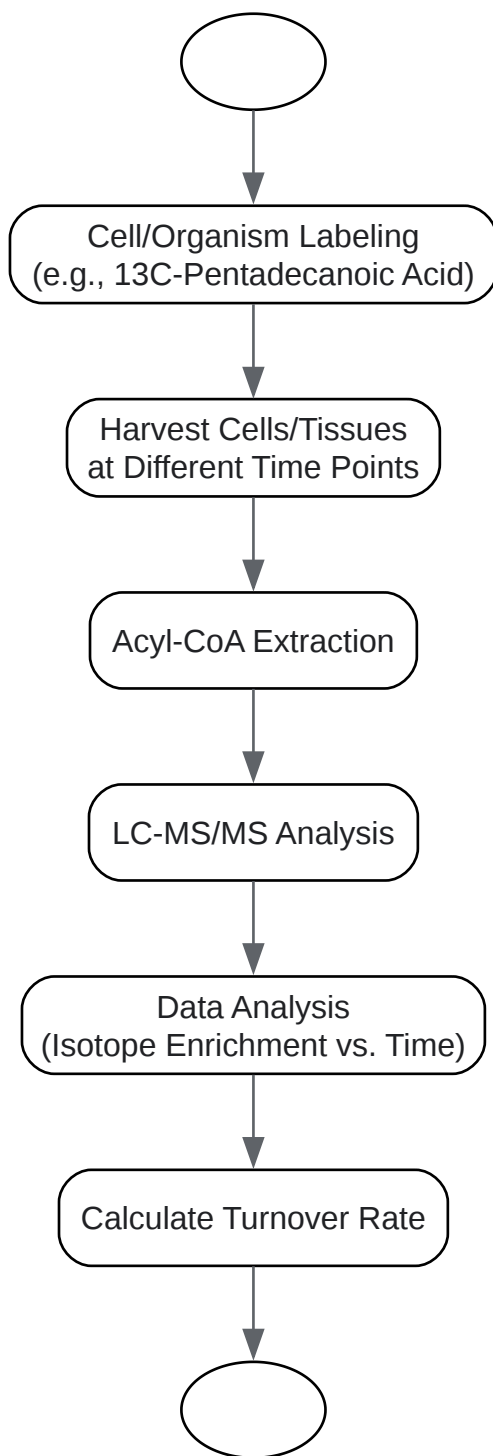 Cell/Organism Labeling
(e.g., 13C-Pentadecanoic Acid)
Harvest Cells/Tissues
at Different Time Points
Acyl-CoA Extraction
LC-MS/MS Analysis
Data Analysis
(Isotope Enrichment vs. Time)
Calculate Turnover Rate